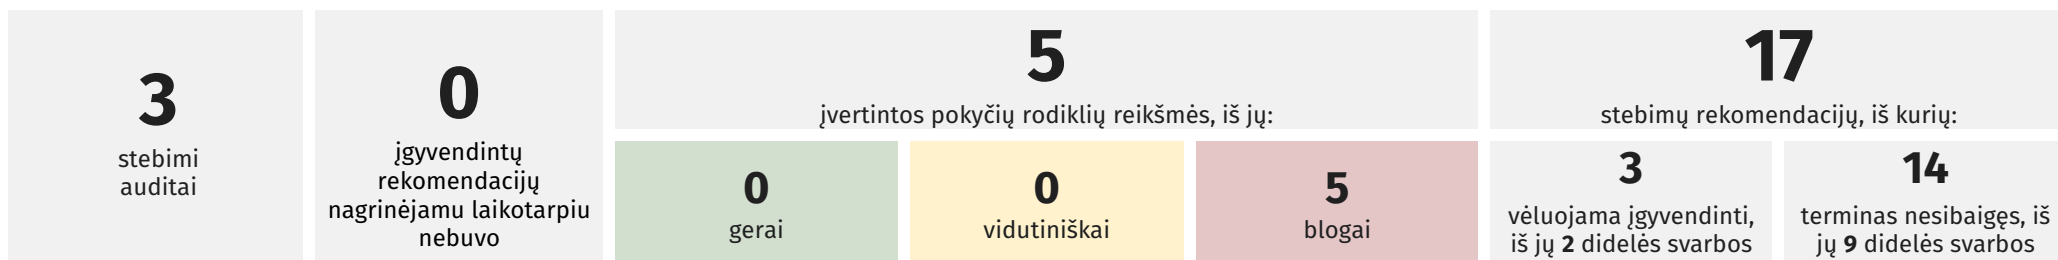 3
stebimi
auditai
0
įgyvendintų
rekomendacijų
nagrinėjamu laikotarpiu
nebuvo
5
įvertintos pokyčių rodiklių reikšmės, iš jų:
0
gerai
0
vidutiniškai
5
blogai
17
stebimų rekomendacijų, iš kurių:
3
vėluojama įgyvendinti,
iš jų 2 didelės svarbos
14
terminas nesibaigęs, iš
jų 9 didelės svarbos